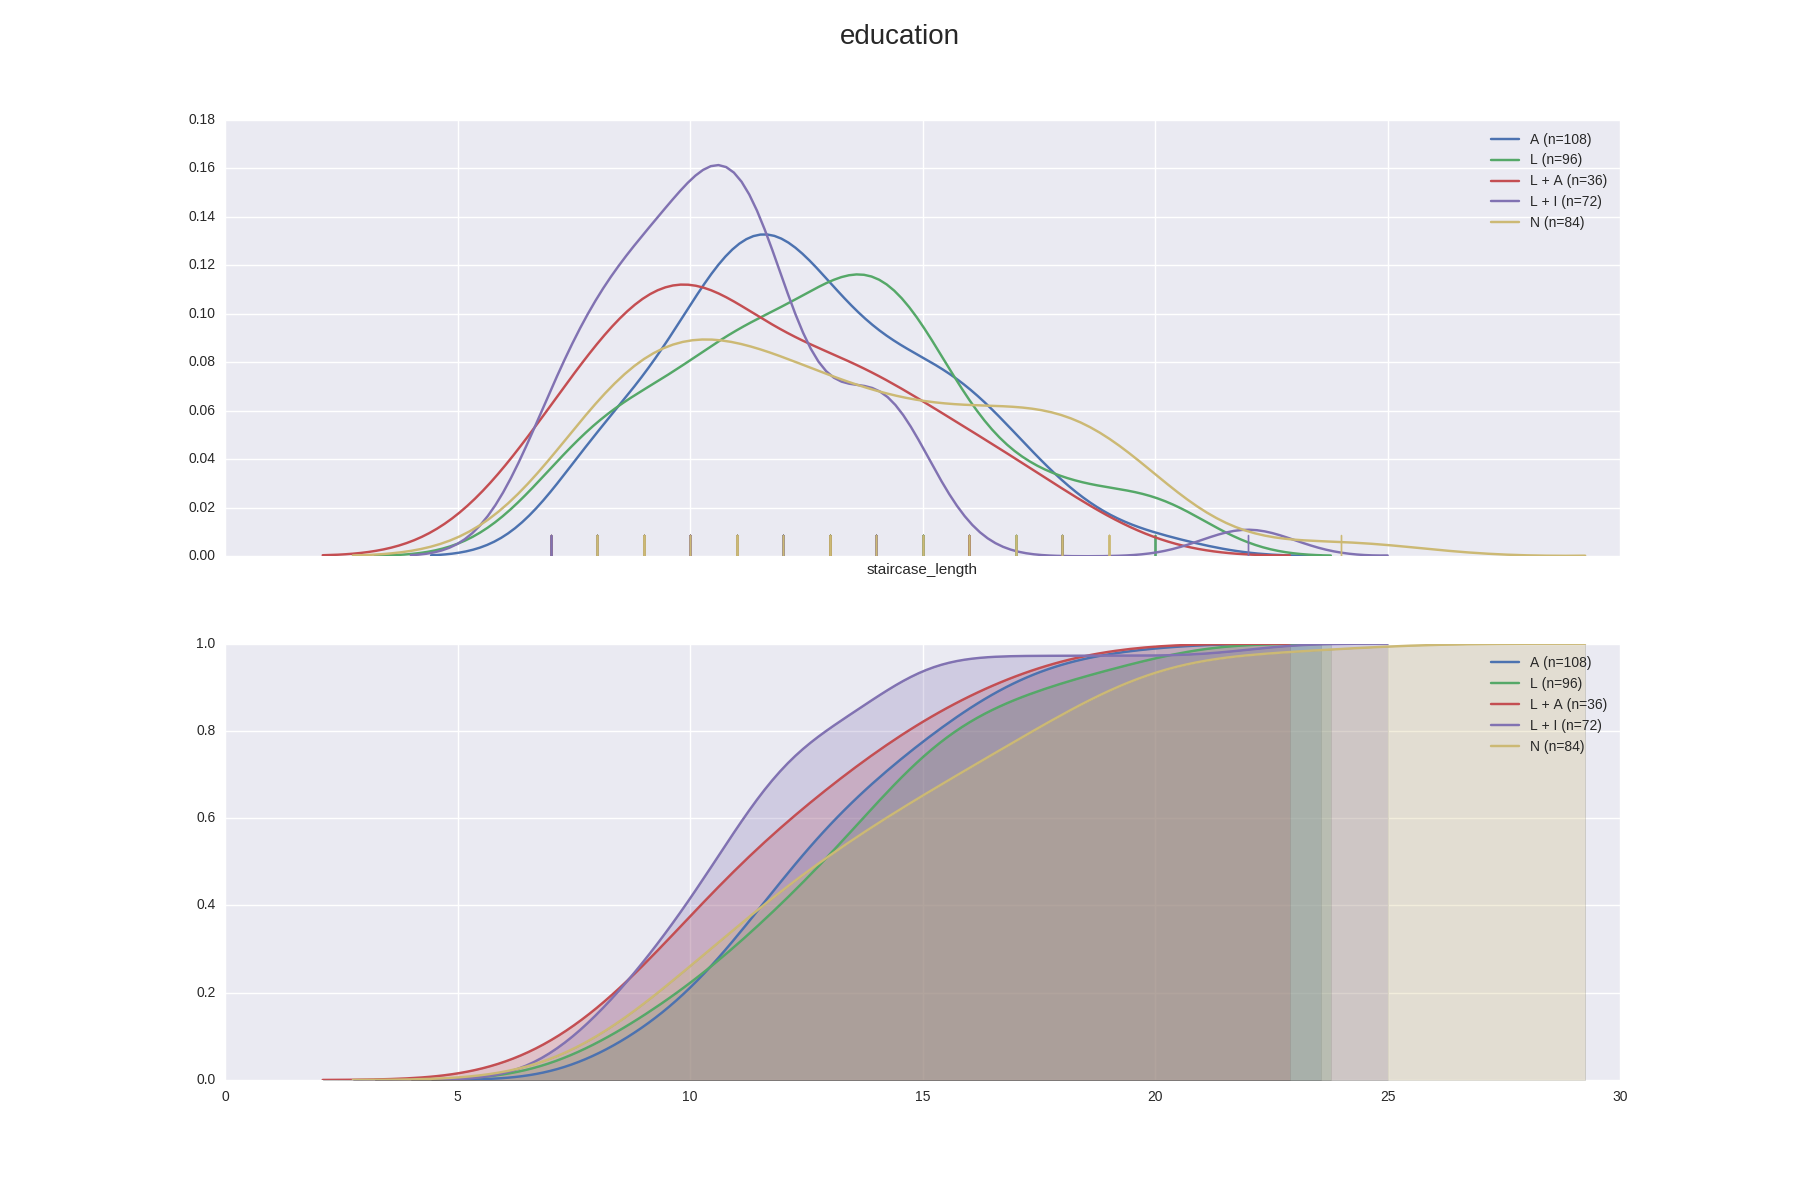 education
0.18
0.16
0.14
0.12
0.10
0.08
0.06
0.04
0.02
0.00
A (n=108)
L (n=96)
L + A (n=36)
L + I (n=72)
N (n=84)
staircase_length
1.0
0.8
0.6
0.4
0.2
0.0
A (n=108)
L (n=96)
L + A (n=36)
L + I (n=72)
N (n=84)
0 5 10 15 20 25 30